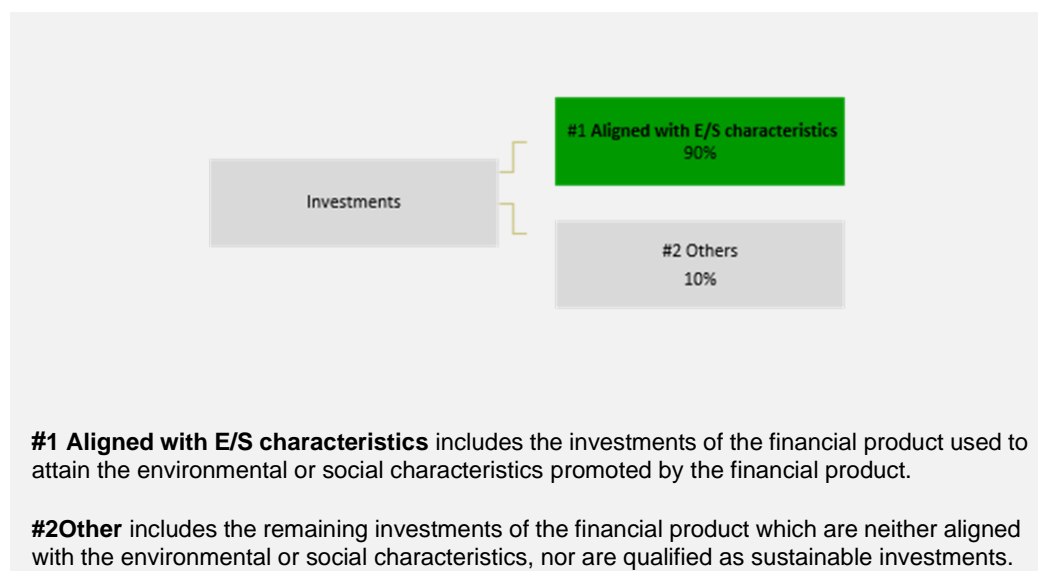 #1 Aligned with E/S characteristics
90%
Investments
#2 Others
10%
#1 Aligned with E/S characteristics includes the investments of the financial product used to
attain the environmental or social characteristics promoted by the financial product.
#2Other includes the remaining investments of the financial product which are neither aligned
with the environmental or social characteristics, nor are qualified as sustainable investments.